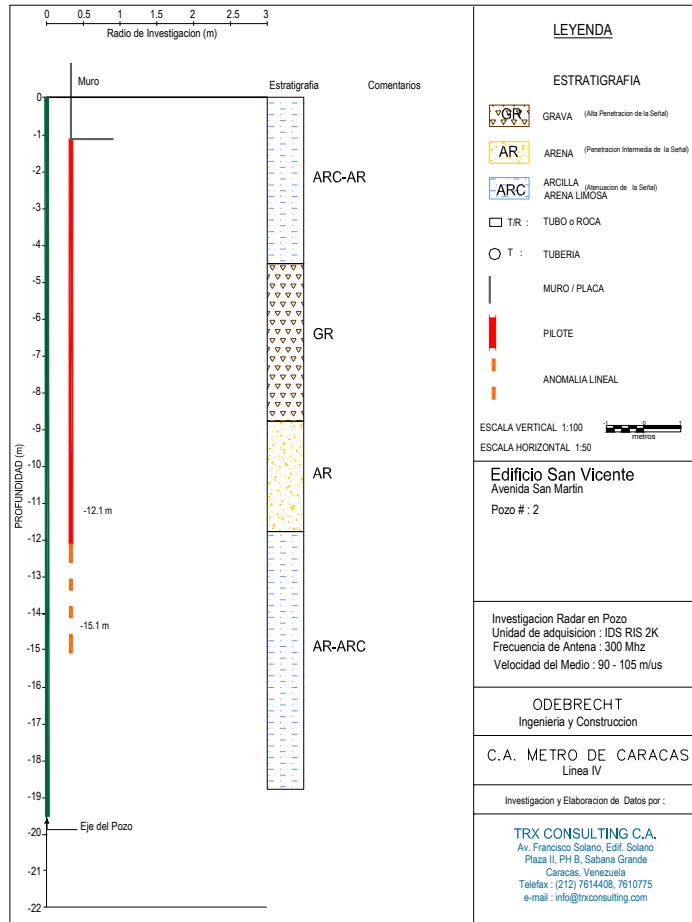 0 0.5 1 1.5 2 2.5 3
Radio de Investigacion (m)
Muro
Estratigrafia
Comentarios
PROFUNDIDAD (m)
0
-1
-2
-3
-4
-5
-6
-7
-8
-9
-10
-11
-12
-13
-14
-15
-16
-17
-18
-19
-20
-21
-22
ARC-AR
GR
AR
-12.1 m
-15.1 m
AR-ARC
Eje del Pozo
LEYENDA
ESTRATIGRAFIA
GR GRAVA (Alta Penetracion de la Señal)
AR ARENA (Penetracion Intermedia de la Señal)
ARC ARCILLA (Atenuacion de la Señal)
ARENA LIMOSA
T/R : TUBO o ROCA
T : TUBERIA
MURO / PLACA
PILOTE
ANOMALIA LINEAL
ESCALA VERTICAL 1:100
-1 0 1
metros
ESCALA HORIZONTAL 1:50
Edificio San Vicente
Avenida San Martin
Pozo # : 2
Investigacion Radar en Pozo
Unidad de adquisicion : IDS RIS 2K
Frecuencia de Antena : 300 Mhz
Velocidad del Medio : 90 - 105 m/us
ODEBRECHT
Ingenieria y Construccion
C.A. METRO DE CARACAS
Linea IV
Investigacion y Elaboracion de Datos por :
TRX CONSULTING C.A.
Av. Francisco Solano, Edif. Solano
Plaza II, PH B, Sabana Grande
Caracas, Venezuela
Telefax : (212) 7614408, 7610775
e-mail : info@trxconsulting.com